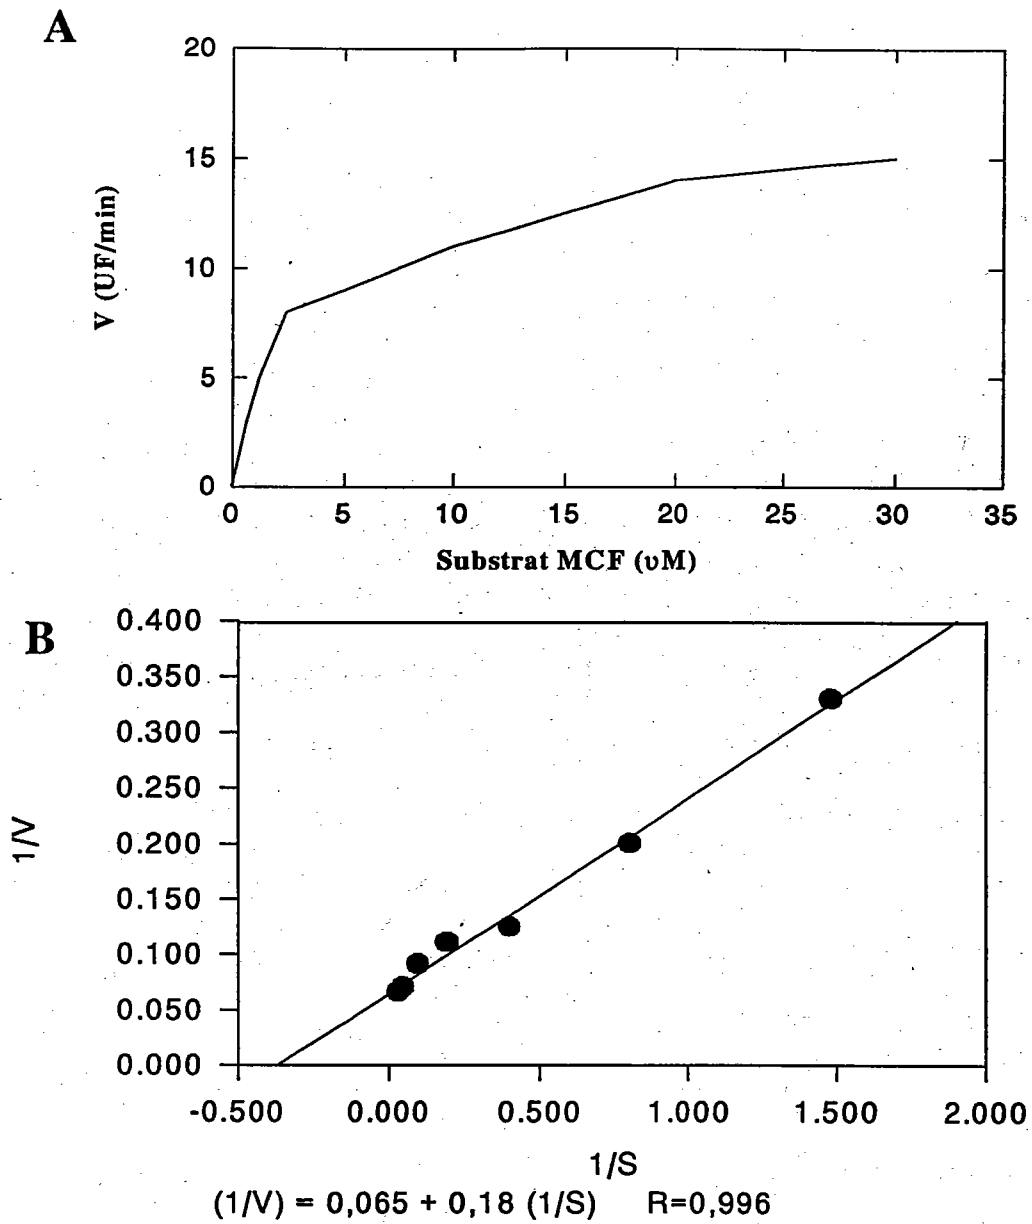 A
20
15
10
5
0
V (UF/min)
0 5 10 15 20 25 30 35
Substrat MCF (υM)
B
0.400
0.350
0.300
0.250
0.200
0.150
0.100
0.050
0.000
1/V
-0.500 0.000 0.500 1.000 1.500 2.000
1/S
(1/V) = 0,065 + 0,18 (1/S) R=0,996